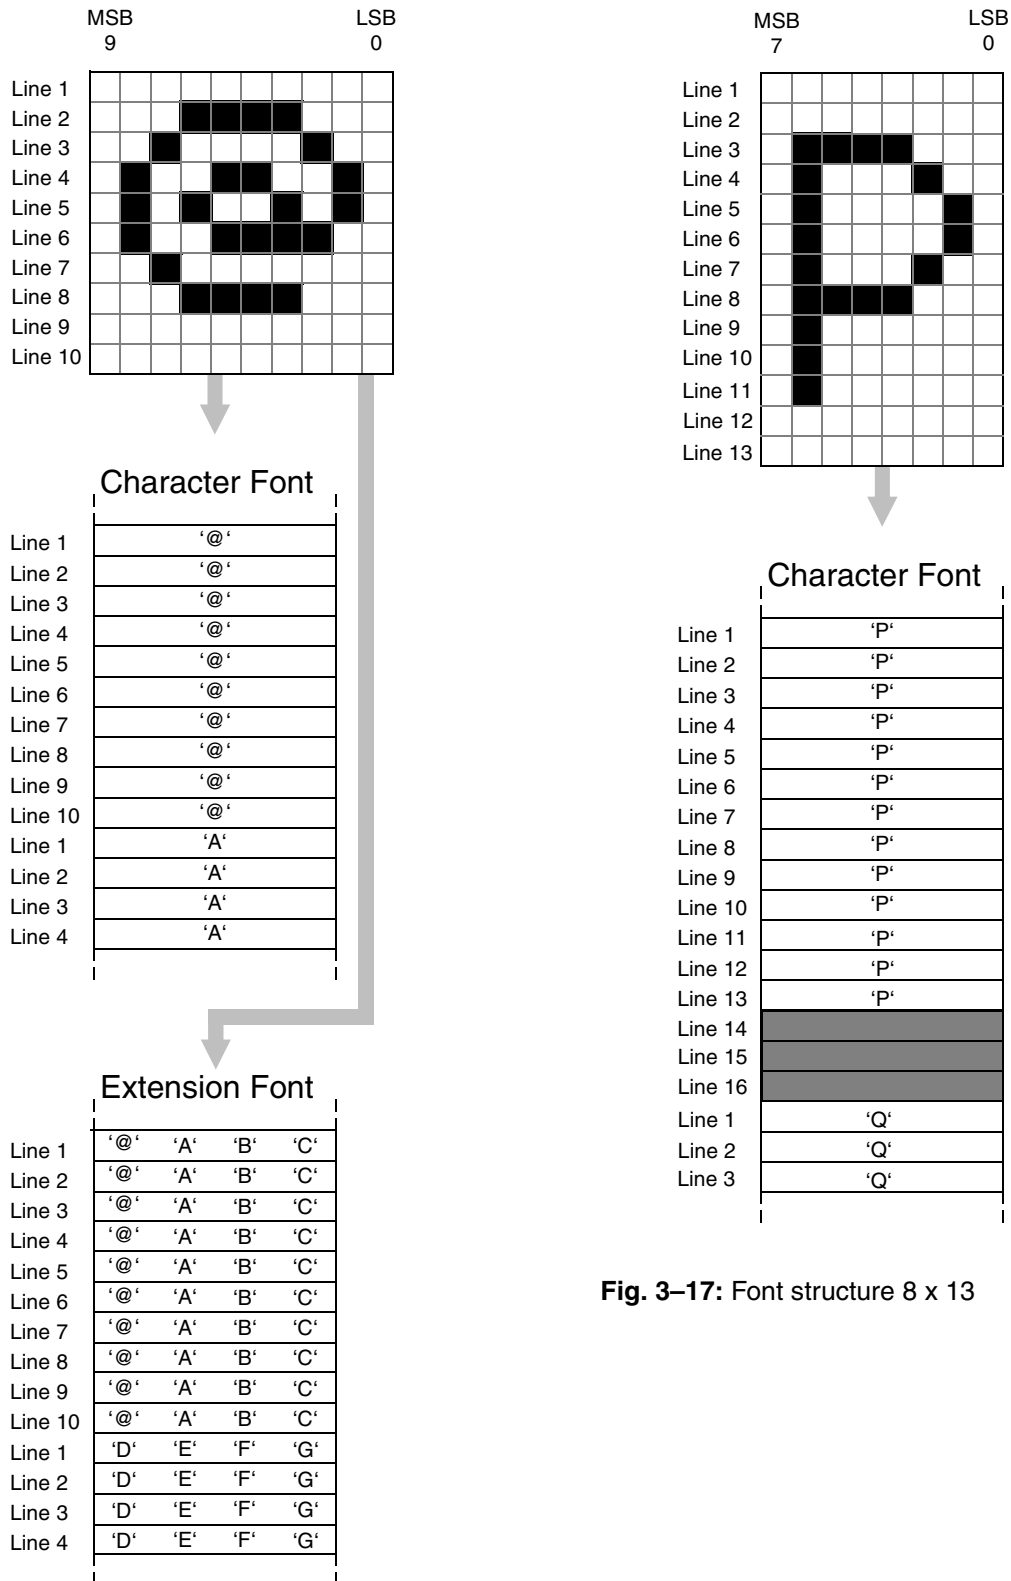 MSB LSB
9 0
Line 1
Line 2
Line 3
Line 4
Line 5
Line 6
Line 7
Line 8
Line 9
Line 10
Character Font
Line 1 ‘@‘
Line 2 ‘@‘
Line 3 ‘@‘
Line 4 ‘@‘
Line 5 ‘@‘
Line 6 ‘@‘
Line 7 ‘@‘
Line 8 ‘@‘
Line 9 ‘@‘
Line 10 ‘@‘
Line 1 ‘A‘
Line 2 ‘A‘
Line 3 ‘A‘
Line 4 ‘A‘
Extension Font
Line 1 ‘@‘ ‘A‘ ‘B‘ ‘C‘
Line 2 ‘@‘ ‘A‘ ‘B‘ ‘C‘
Line 3 ‘@‘ ‘A‘ ‘B‘ ‘C‘
Line 4 ‘@‘ ‘A‘ ‘B‘ ‘C‘
Line 5 ‘@‘ ‘A‘ ‘B‘ ‘C‘
Line 6 ‘@‘ ‘A‘ ‘B‘ ‘C‘
Line 7 ‘@‘ ‘A‘ ‘B‘ ‘C‘
Line 8 ‘@‘ ‘A‘ ‘B‘ ‘C‘
Line 9 ‘@‘ ‘A‘ ‘B‘ ‘C‘
Line 10 ‘@‘ ‘A‘ ‘B‘ ‘C‘
Line 1 ‘D‘ ‘E‘ ‘F‘ ‘G‘
Line 2 ‘D‘ ‘E‘ ‘F‘ ‘G‘
Line 3 ‘D‘ ‘E‘ ‘F‘ ‘G‘
Line 4 ‘D‘ ‘E‘ ‘F‘ ‘G‘
MSB LSB
7 0
Line 1
Line 2
Line 3
Line 4
Line 5
Line 6
Line 7
Line 8
Line 9
Line 10
Line 11
Line 12
Line 13
Character Font
Line 1 ‘P‘
Line 2 ‘P‘
Line 3 ‘P‘
Line 4 ‘P‘
Line 5 ‘P‘
Line 6 ‘P‘
Line 7 ‘P‘
Line 8 ‘P‘
Line 9 ‘P‘
Line 10 ‘P‘
Line 11 ‘P‘
Line 12 ‘P‘
Line 13 ‘P‘
Line 14
Line 15
Line 16
Line 1 ‘Q‘
Line 2 ‘Q‘
Line 3 ‘Q‘
Fig. 3–17: Font structure 8 x 13